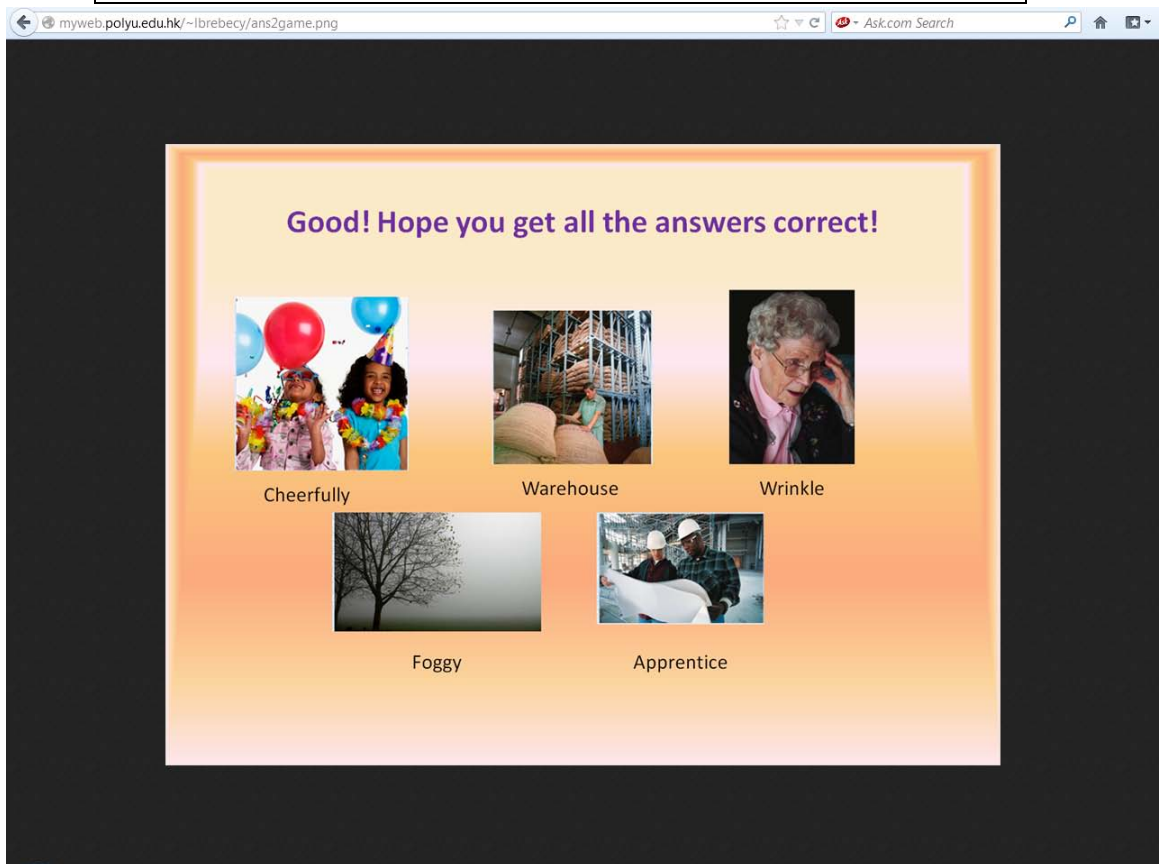 myweb.polyu.edu.hk/~lbrebecy/ans2game.png
Ask - Ask.com Search
Good! Hope you get all the answers correct!
Cheerfully
Warehouse
Wrinkle
Foggy
Apprentice